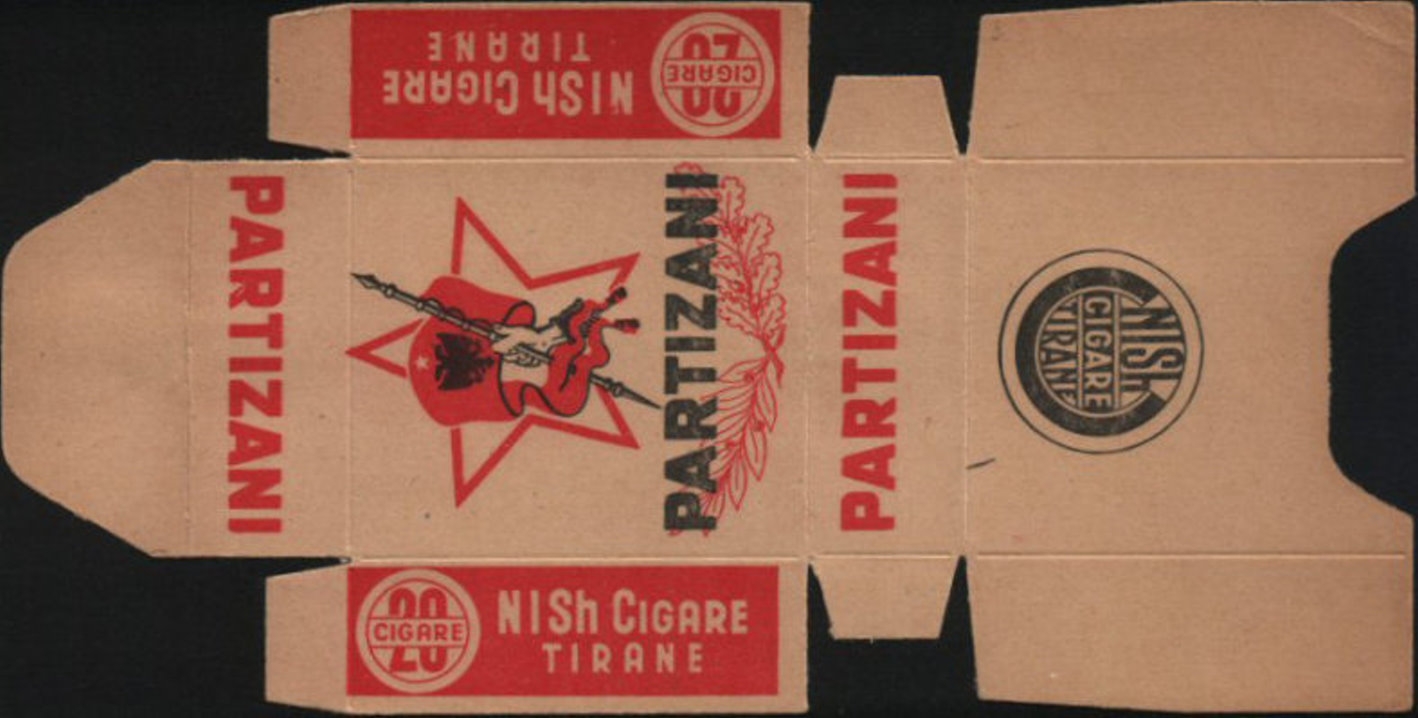 NISh CIGARE
TIRANE
20
CIGARE
PARTIZANI
PARTIZANI
PARTIZANI
NISh
CIGARE
TIRANE
20
CIGARE
NISh CIGARE
TIRANE